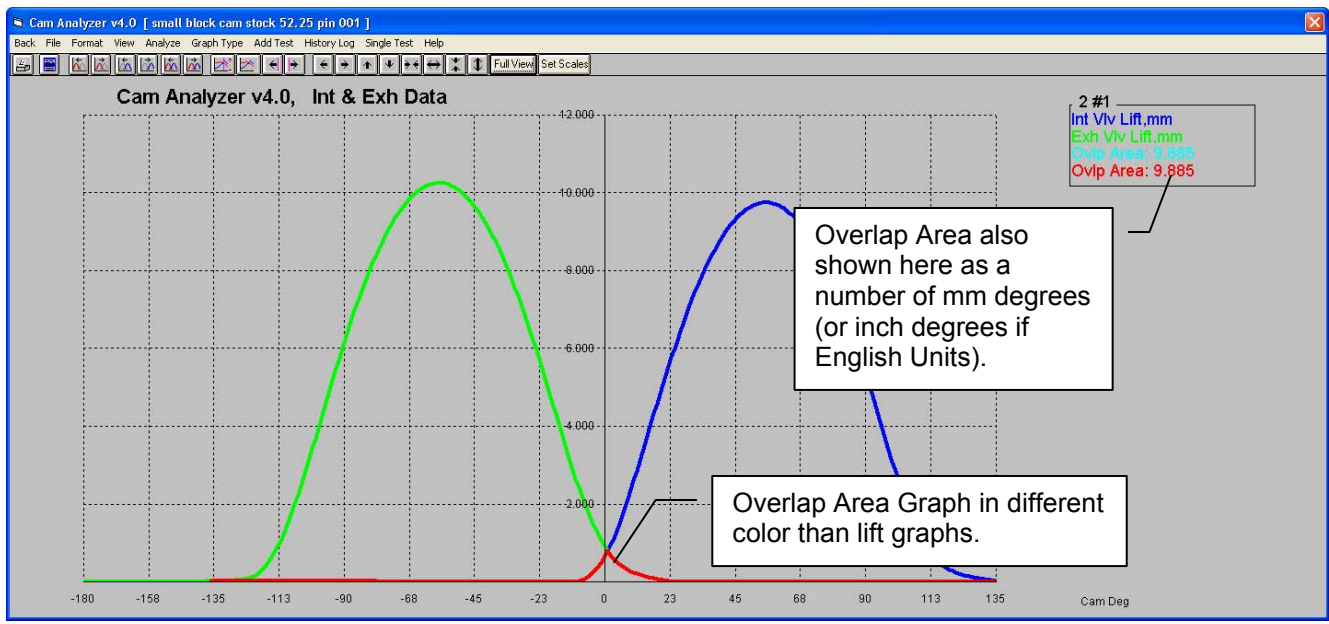 Cam Analyzer v4.0 [ small block cam stock 52.25 pin 001 ]
Back File Format View Analyze Graph Type Add Test History Log Single Test Help
Full View Set Scales
Cam Analyzer v4.0, Int & Exh Data
2 #1
Int Vlv Lift,mm
Exh Vlv Lift,mm
Ovlp Area: 9.885
Ovlp Area: 9.885
12.000
10.000
8.000
6.000
4.000
2.000
Overlap Area also
shown here as a
number of mm degrees
(or inch degrees if
English Units).
Overlap Area Graph in different
color than lift graphs.
-180 -158 -135 -113 -90 -68 -45 -23 0 23 45 68 90 113 135 Cam Deg